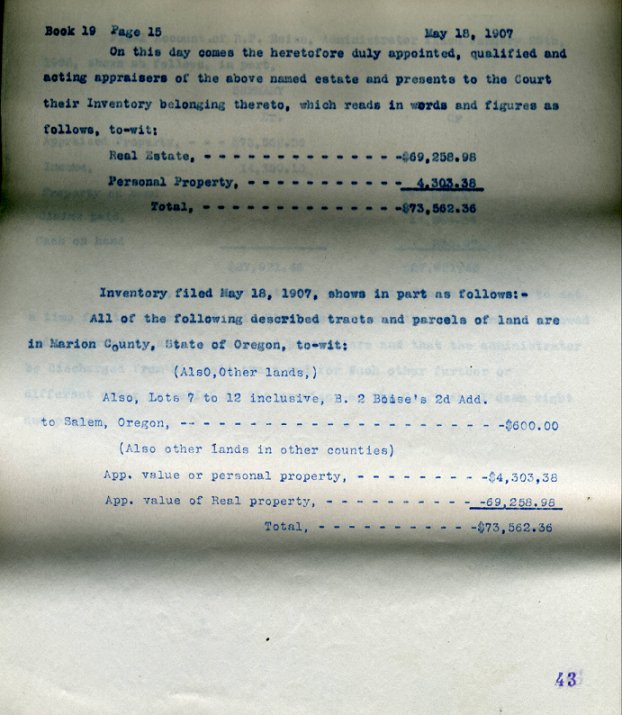 Book 19 Page 15 May 18, 1907
On this day comes the heretofore duly appointed, qualified and
acting appraisers of the above named estate and presents to the Court
their Inventory belonging thereto, which reads in words and figures as
follows, to-wit:
Real Estate, - - - - - - - - - - - - - -$69,258.98
Personal Property, - - - - - - - - - - - 4,303.38
Total, - - - - - - - - - - - - - -$73,562.36
Inventory filed May 18, 1907, shows in part as follows:-
All of the following described tracts and parcels of land are
in Marion County, State of Oregon, to-wit:
(AlsO,Other lands,)
Also, Lots 7 to 12 inclusive, B. 2 Boise's 2d Add.
to Salem, Oregon, -- - - - - - - - - - - - - - - - - - - - - - -$600.00
(Also other lands in other counties)
App. value or personal property, - - - - - - - - -$4,303,38
App. value of Real property, - - - - - - - - - - -69,258.98
Total, - - - - - - - - - - - -$73,562.36
43